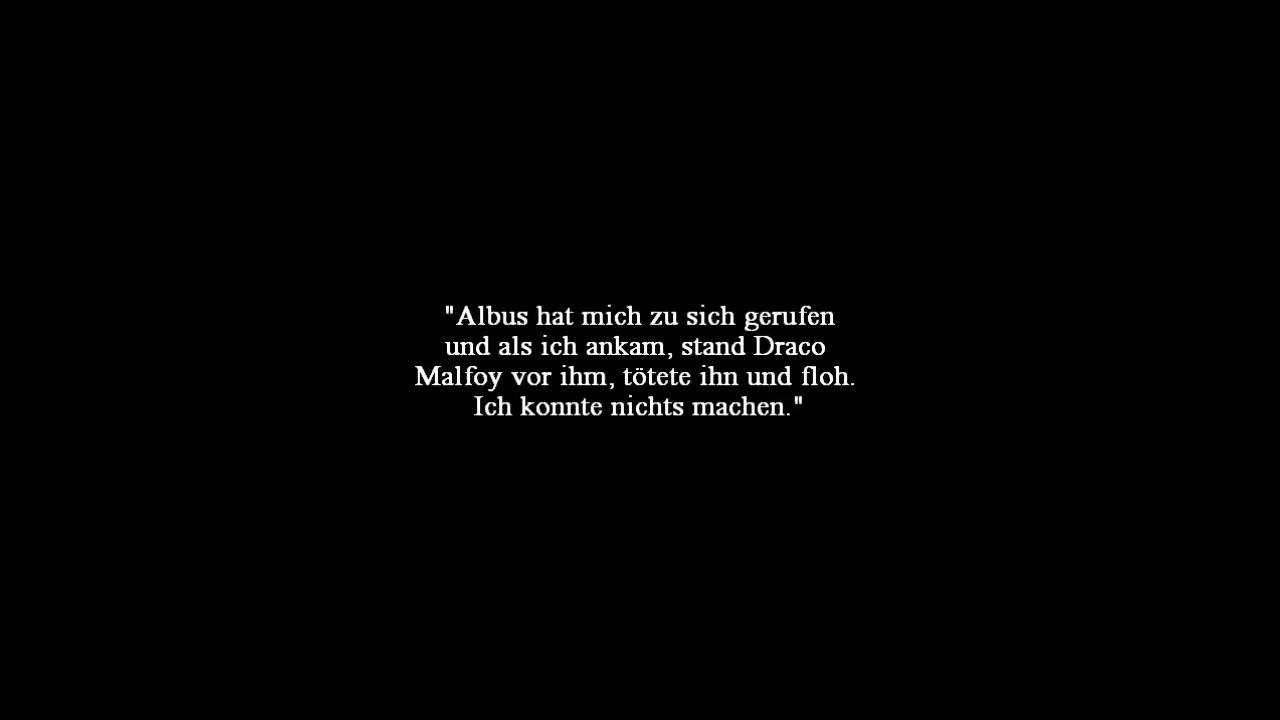 "Albus hat mich zu sich gerufen
und als ich ankam, stand Draco
Malfoy vor ihm, tötete ihn und floh.
Ich konnte nichts machen."